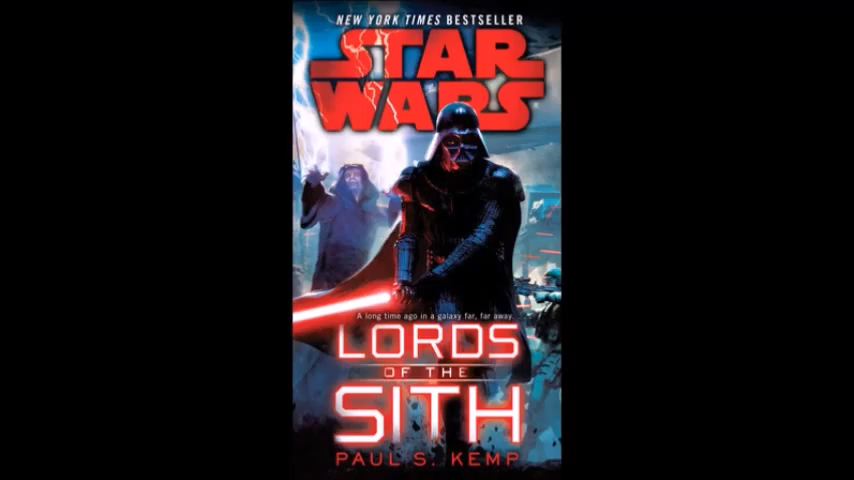 NEW YORK TIMES BESTSELLER
STAR
WARS
A long time ago in a galaxy far, far away.
LORDS
OF THE
SITH
PAUL S. KEMP